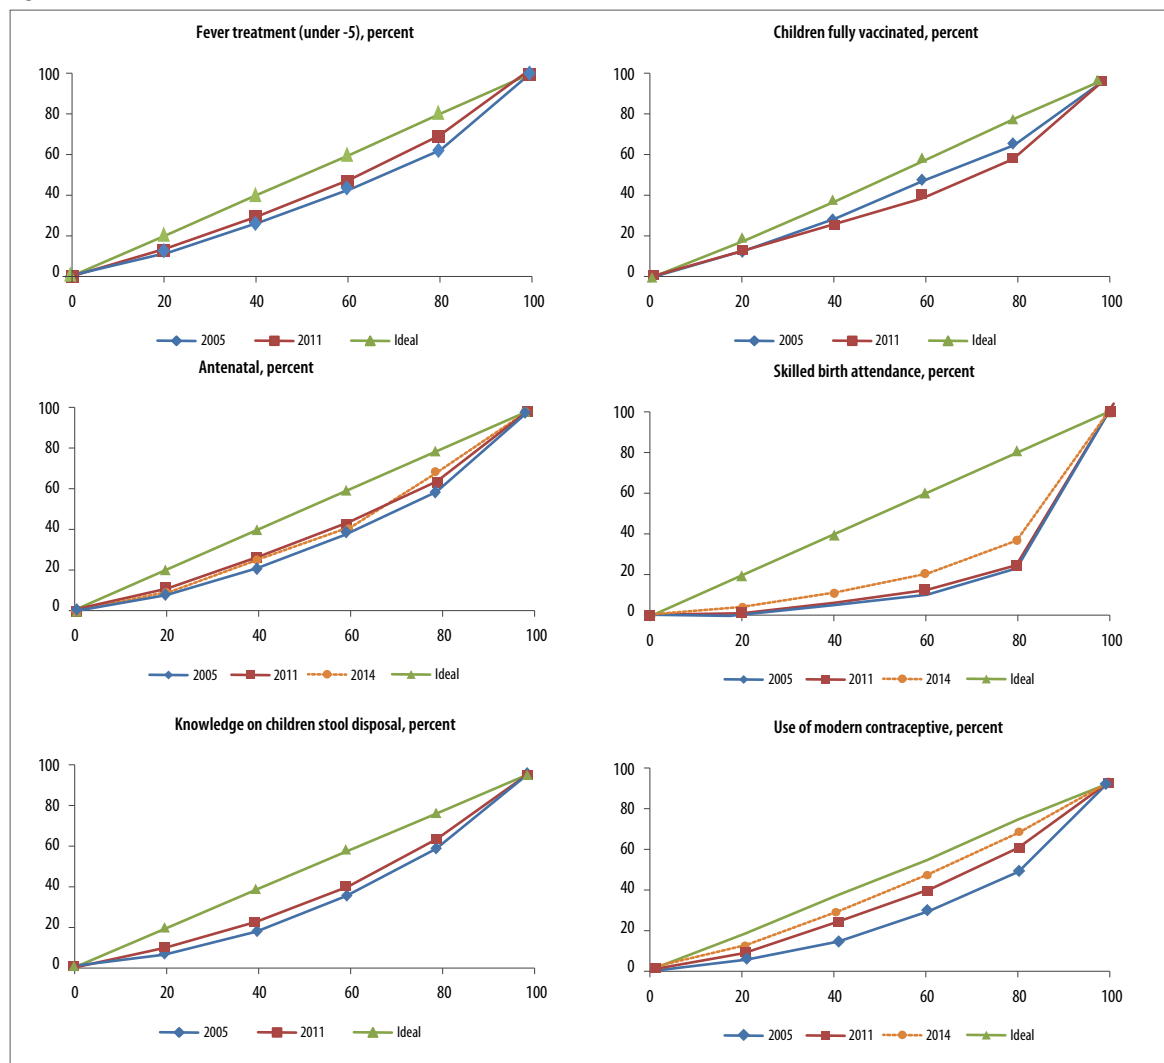 Fever treatment (under -5), percent
100
80
60
40
20
0
0 20 40 60 80 100
2005 2011 Ideal
Children fully vaccinated, percent
100
80
60
40
20
0
0 20 40 60 80 100
2005 2011 Ideal
Antenatal, percent
100
80
60
40
20
0
0 20 40 60 80 100
2005 2011 2014 Ideal
Skilled birth attendance, percent
100
80
60
40
20
0
0 20 40 60 80 100
2005 2011 2014 Ideal
Knowledge on children stool disposal, percent
100
80
60
40
20
0
0 20 40 60 80 100
2005 2011 Ideal
Use of modern contraceptive, percent
100
80
60
40
20
0
0 20 40 60 80 100
2005 2011 2014 Ideal